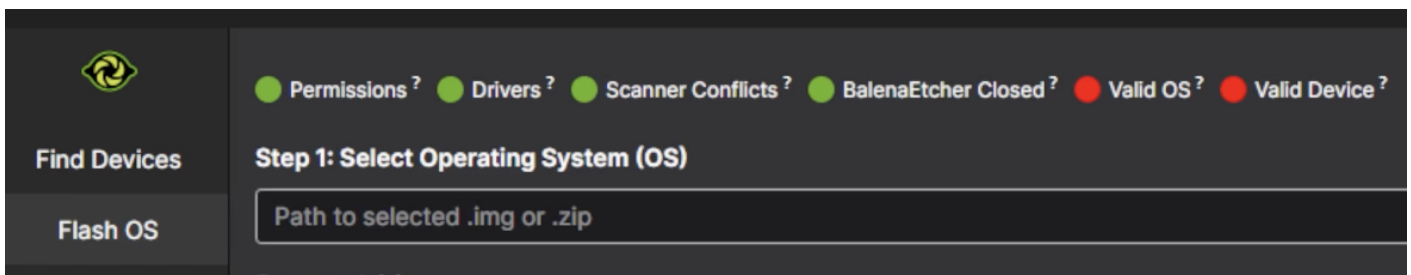 Permissions ? Drivers ? Scanner Conflicts ? BalenaEtcher Closed ? Valid OS ? Valid Device ?
Find Devices
Step 1: Select Operating System (OS)
Path to selected .img or .zip
Flash OS